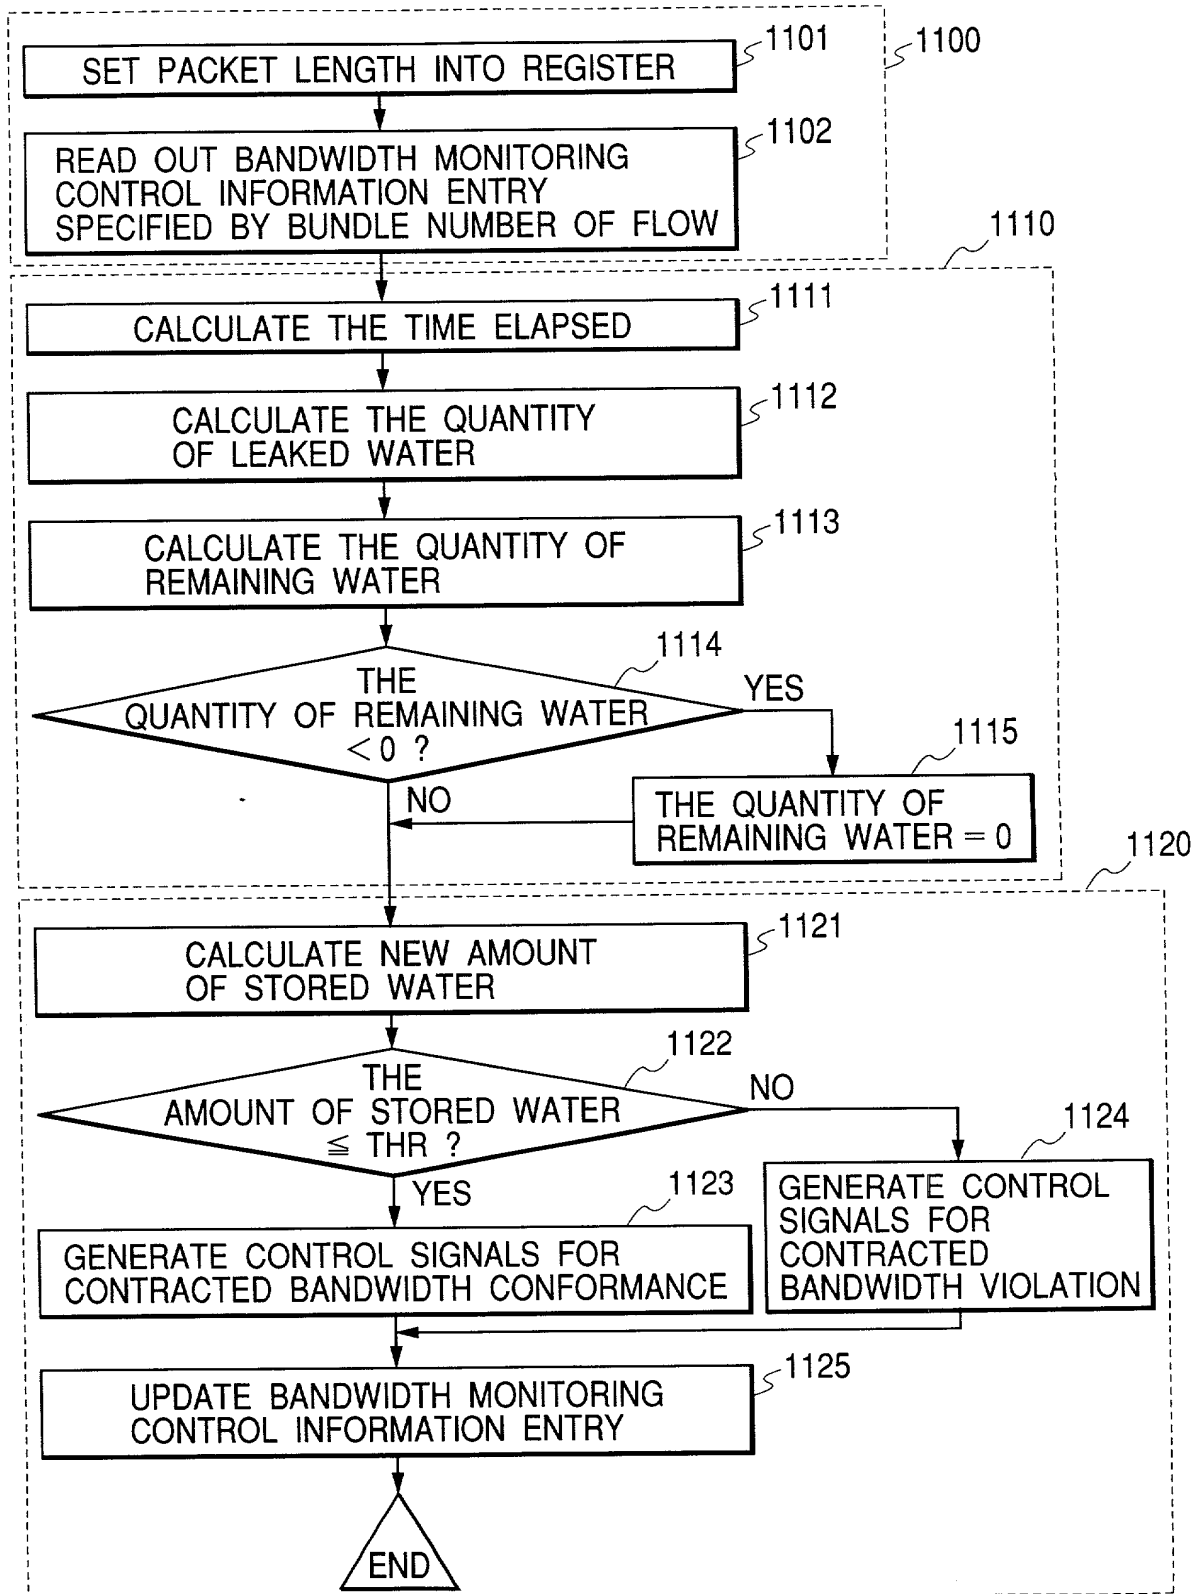 1101
1100
SET PACKET LENGTH INTO REGISTER
1102
READ OUT BANDWIDTH MONITORING
CONTROL INFORMATION ENTRY
SPECIFIED BY BUNDLE NUMBER OF FLOW
1110
1111
CALCULATE THE TIME ELAPSED
1112
CALCULATE THE QUANTITY
OF LEAKED WATER
1113
CALCULATE THE QUANTITY OF
REMAINING WATER
1114
THE
QUANTITY OF REMAINING WATER
< 0 ?
YES
NO
1115
THE QUANTITY OF
REMAINING WATER = 0
1120
1121
CALCULATE NEW AMOUNT
OF STORED WATER
1122
THE
AMOUNT OF STORED WATER
≦ THR ?
NO
YES
1123
1124
GENERATE CONTROL SIGNALS FOR
CONTRACTED BANDWIDTH CONFORMANCE
GENERATE CONTROL
SIGNALS FOR
CONTRACTED
BANDWIDTH VIOLATION
1125
UPDATE BANDWIDTH MONITORING
CONTROL INFORMATION ENTRY
END